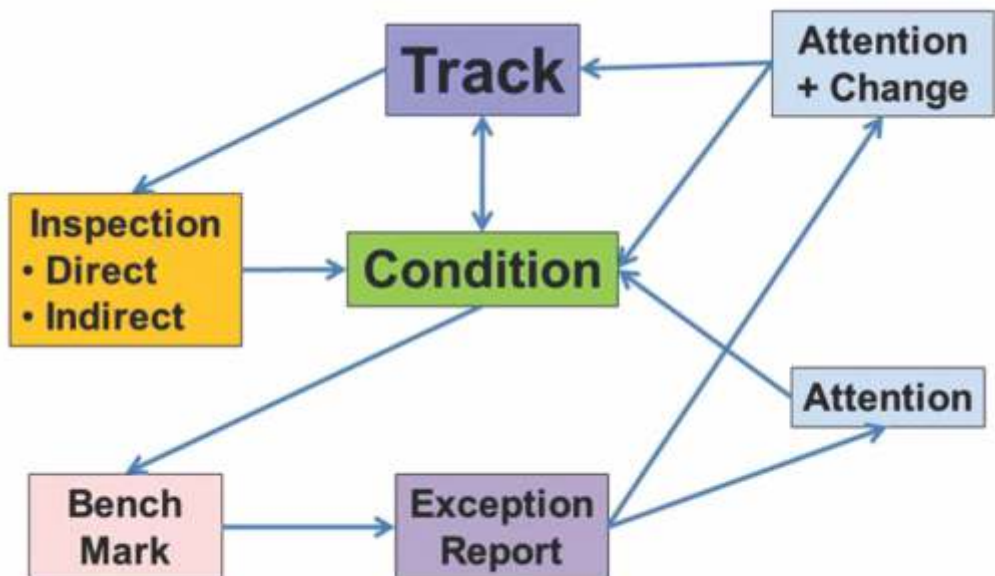 Track
Attention
+ Change
Inspection
• Direct
• Indirect
Condition
Attention
Bench
Mark
Exception
Report